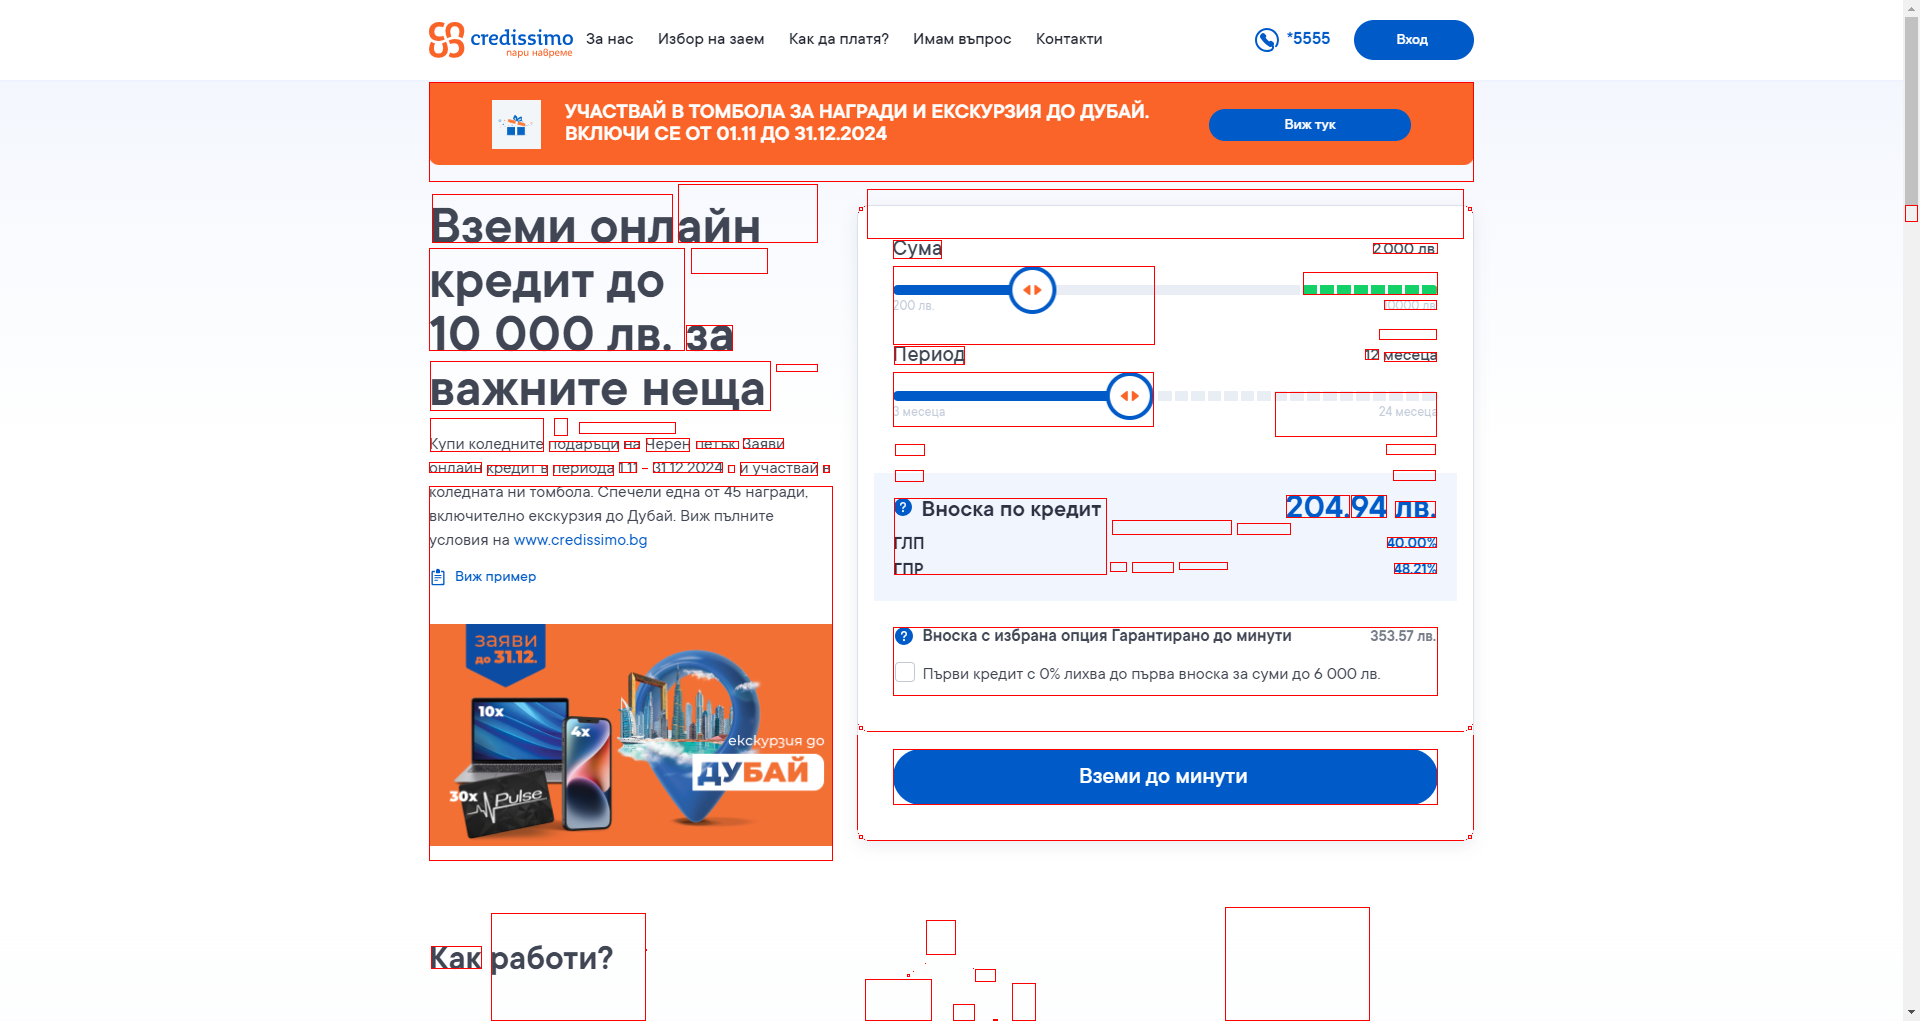 credissimo
пари навреме
За нас
Избор на заем
Как да платя?
Имам въпрос
Контакти
*5555
Вход
УЧАСТВАЙ В ТОМБОЛА ЗА НАГРАДИ И ЕКСКУРЗИЯ ДО ДУБАЙ.
ВКЛЮЧИ СЕ ОТ 01.11 ДО 31.12.2024
Виж тук
Вземи онлайн
кредит до
10 000 лв. за
важните неща
Купи коледните подаръци на Черен петък. Заяви
онлайн кредит в периода 1.11 - 31.12.2024 г. и участвай в
коледната ни томбола. Спечели една от 45 награди,
включително екскурзия до Дубай. Виж пълните
условия на www.credissimo.bg
Виж пример
заяви
до 31.12.
10x
4x
30x
Pulse
екскурзия до
ДУБАЙ
Сума
2 000 лв.
200 лв.
10000 лв.
Период
12 месеца
3 месеца
24 месеца
Вноска по кредит
204.94 лв.
ГЛП
40.00%
ГПР
48.21%
Вноска с избрана опция Гарантирано до минути
353.57 лв.
Първи кредит с 0% лихва до първа вноска за суми до 6 000 лв.
Вземи до минути
Как работи?